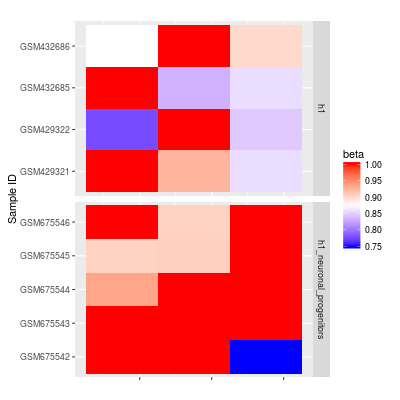 GSM432686
GSM432685
GSM429322
GSM429321
h1
GSM675546
GSM675545
GSM675544
GSM675543
GSM675542
h1_neuronal_progenitors
Sample ID
beta
1.00
0.95
0.90
0.85
0.80
0.75